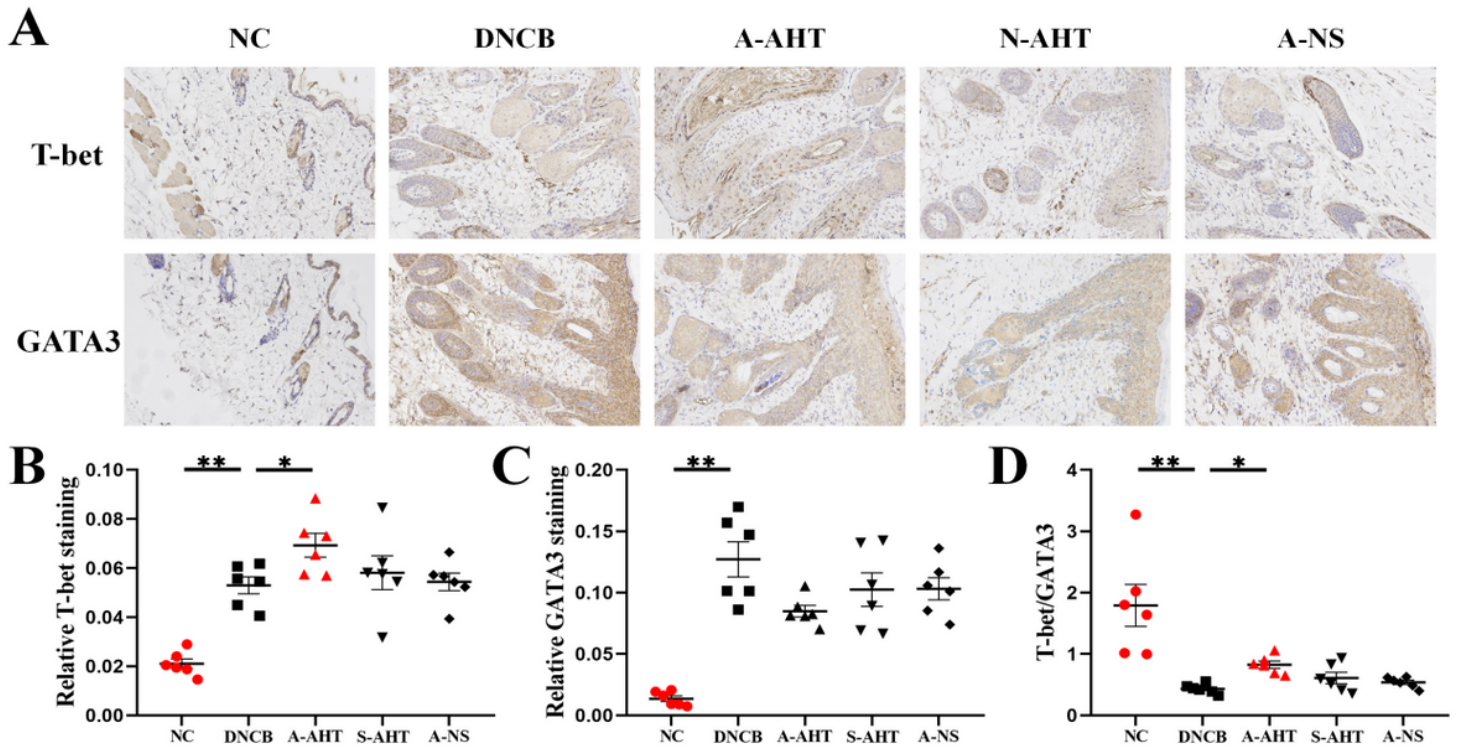 A
NC DNCB A-AHT N-AHT A-NS
T-bet
GATA3
B
Relative T-bet staining
0.10
0.08
0.06
0.04
0.02
0.00
** *
NC DNCB A-AHT S-AHT A-NS
C
Relative GATA3 staining
0.20
0.15
0.10
0.05
0.00
**
NC DNCB A-AHT S-AHT A-NS
D
T-bet/GATA3
4
3
2
1
0
** *
NC DNCB A-AHT S-AHT A-NS